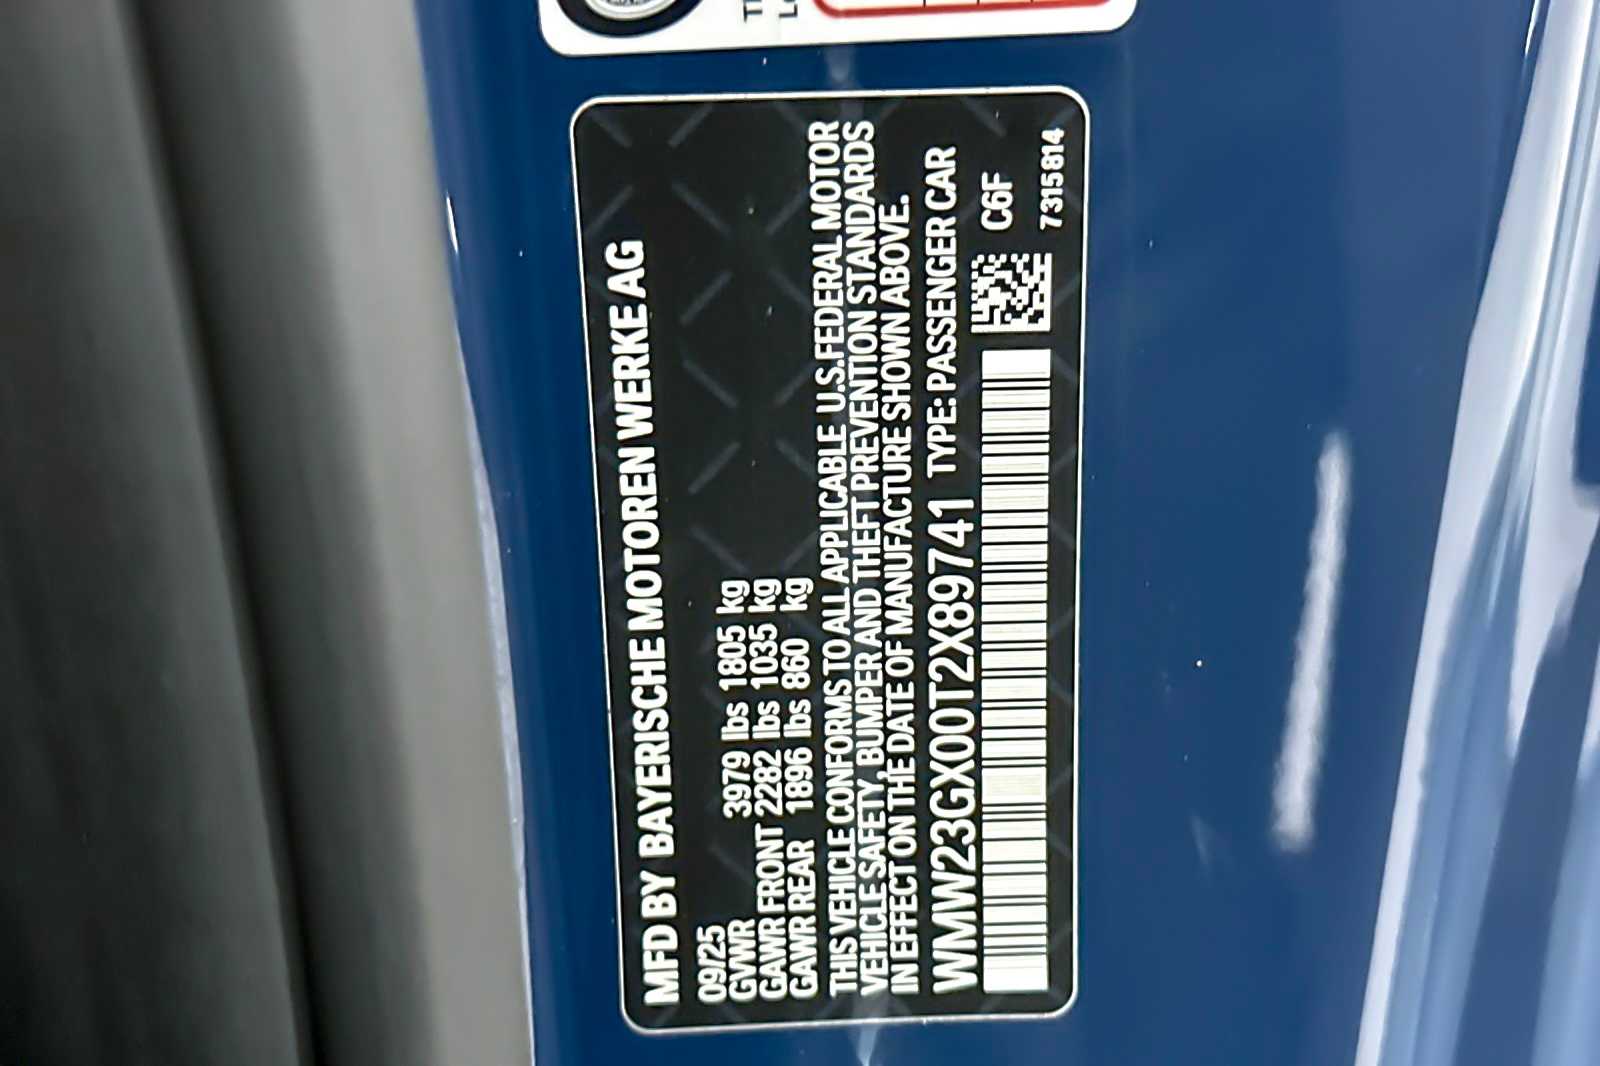 MFD BY BAYERISCHE MOTOREN WERKE AG
09/25
GVWR 3979 lbs 1805 kg
GAWR FRONT 2282 lbs 1035 kg
GAWR REAR 1896 lbs 860 kg
THIS VEHICLE CONFORMS TO ALL APPLICABLE U.S. FEDERAL MOTOR
VEHICLE SAFETY, BUMPER AND THEFT PREVENTION STANDARDS
IN EFFECT ON THE DATE OF MANUFACTURE SHOWN ABOVE.
WMW23GX00T2X89741 TYPE: PASSENGER CAR
C6F
7315814